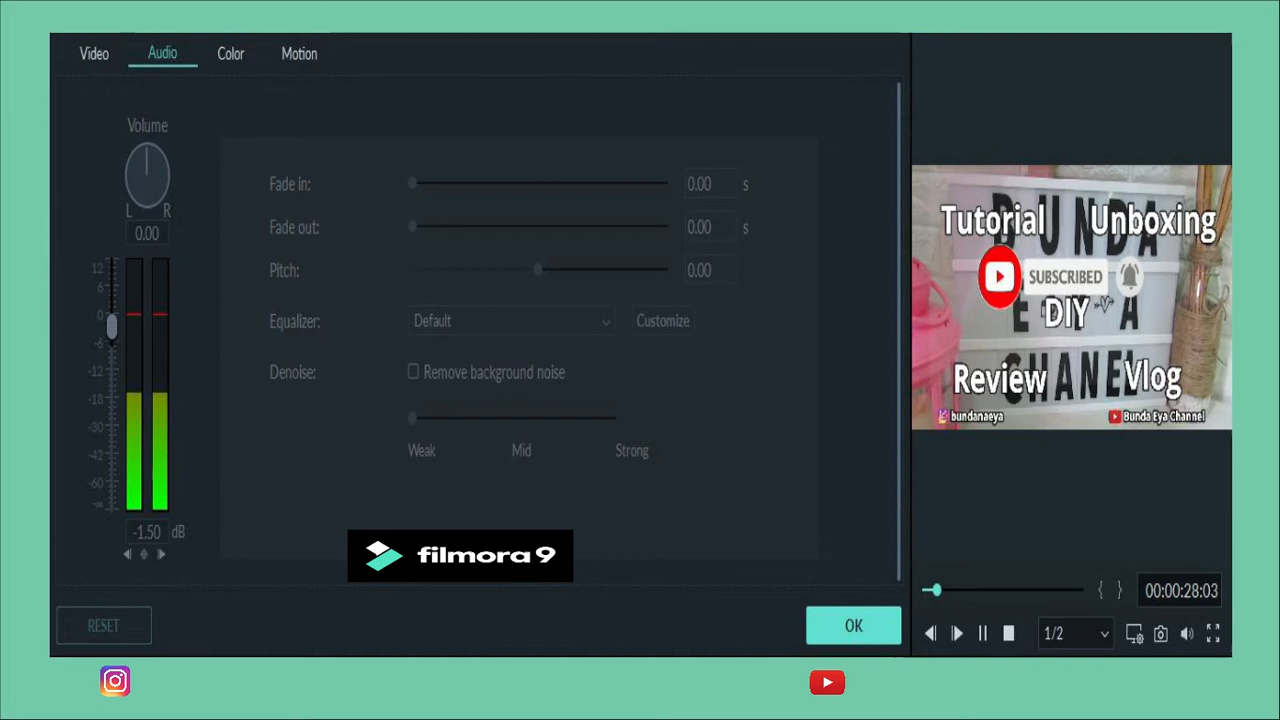 Video Audio Color Motion
Volume
L R
0.00
12
6
0
-6
-12
-18
-30
-42
-60
-∞
-1.50 dB
Fade in: 0.00 s
Fade out: 0.00 s
Pitch: 0.00
Equalizer: Default Customize
Denoise: Remove background noise
Weak Mid Strong
filmora 9
RESET
OK
Tutorial Unboxing
BUNDA
SUBSCRIBED
DIY
E A
Review Vlog
CHANEL
bundanaeya
Bunda Eya Channel
{ } 00:00:28:03
1/2